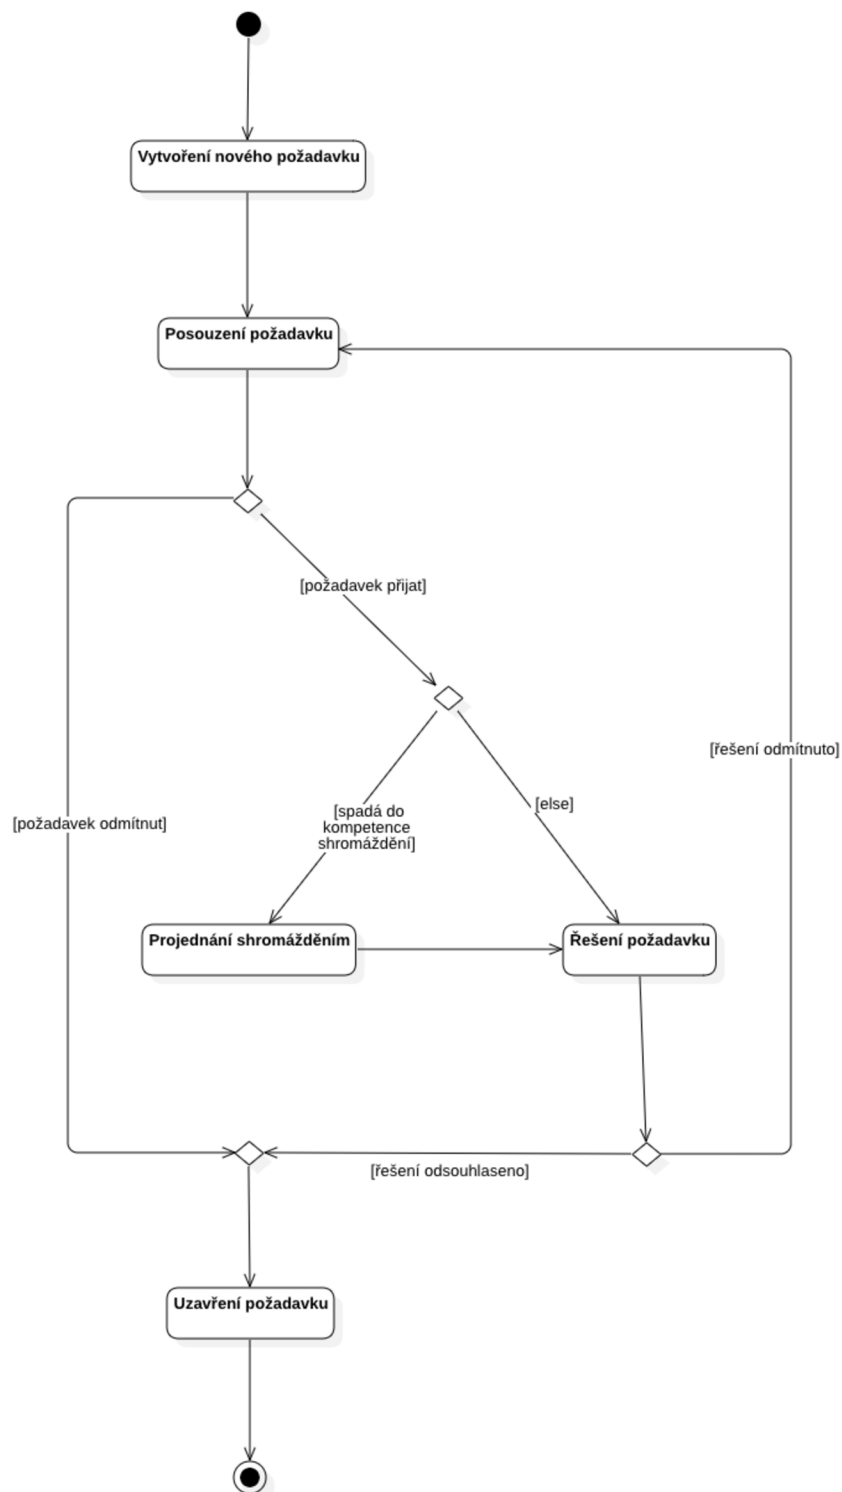 Vytvoření nového požadavku
Posouzení požadavku
[požadavek přijat]
[řešení odmítnuto]
[else]
[spadá do
kompetence
shromáždění]
[požadavek odmítnut]
Projednání shromážděním
Řešení požadavku
[řešení odsouhlaseno]
Uzavření požadavku